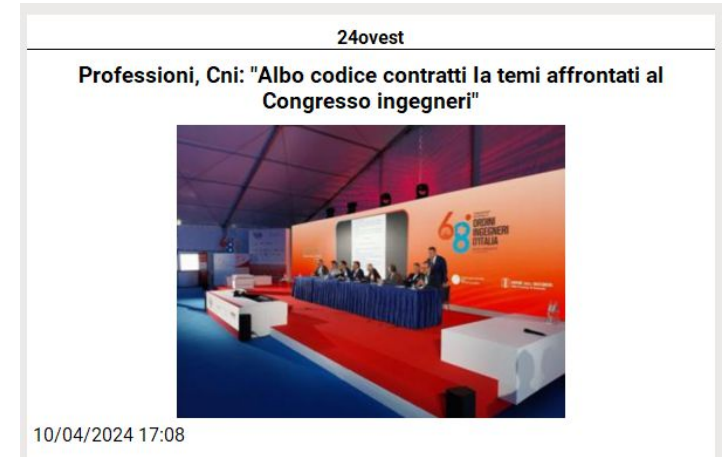 24ovest
Professioni, Cni: "Albo codice contratti Ia temi affrontati al
Congresso ingegneri"
68°
ORDINI
INGEGNERI
D'ITALIA
10/04/2024 17:08